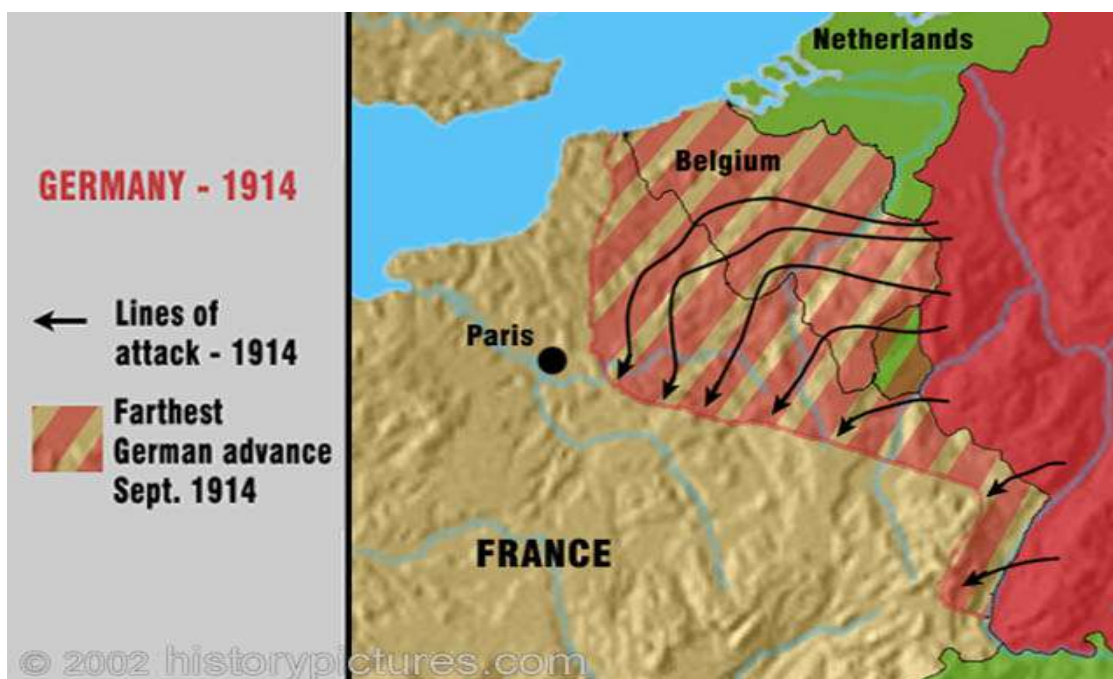 GERMANY - 1914
Lines of
attack - 1914
Farthest
German advance
Sept. 1914
Netherlands
Belgium
Paris
FRANCE
© 2002 historypictures.com